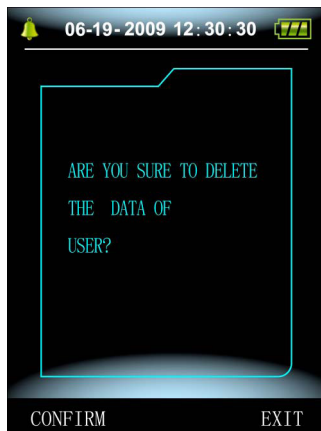 06-19-2009 12:30:30
ARE YOU SURE TO DELETE
THE DATA OF
USER?
CONFIRM EXIT